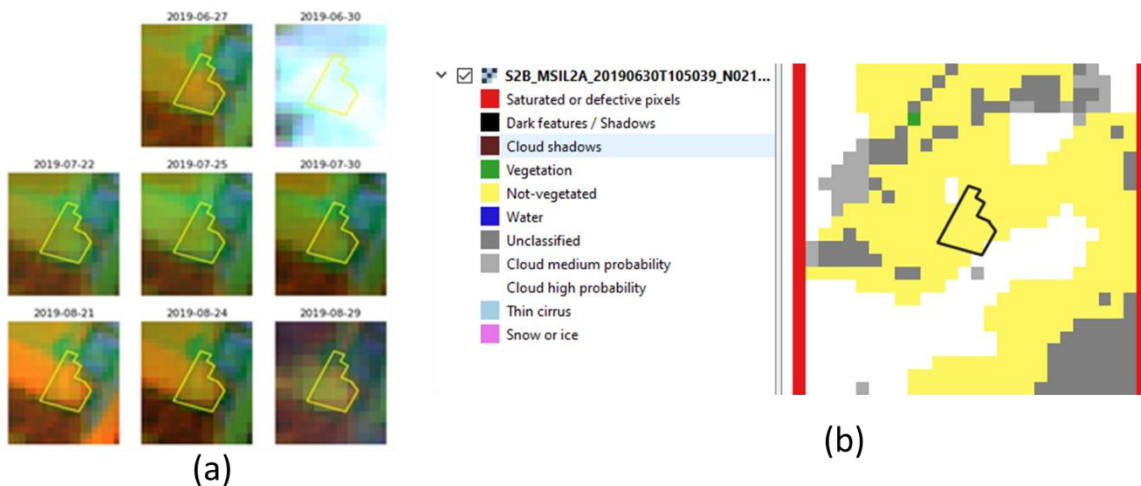 2019-06-27 2019-06-30
2019-07-22 2019-07-25 2019-07-30
2019-08-21 2019-08-24 2019-08-29
(a)
S2B_MSIL2A_20190630T105039_N021...
Saturated or defective pixels
Dark features / Shadows
Cloud shadows
Vegetation
Not-vegetated
Water
Unclassified
Cloud medium probability
Cloud high probability
Thin cirrus
Snow or ice
(b)